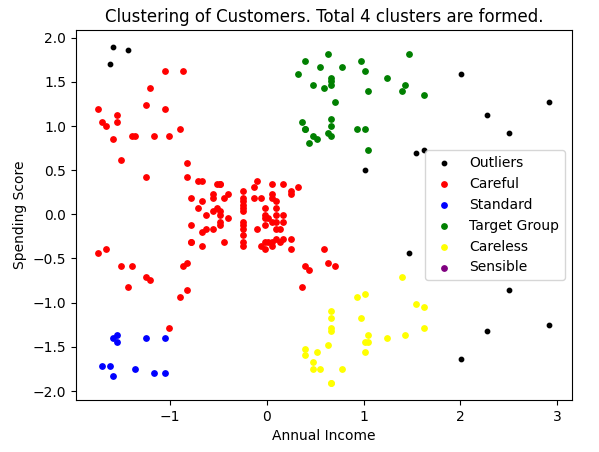 Clustering of Customers. Total 4 clusters are formed.
2.0
1.5
1.0
0.5
0.0
−0.5
−1.0
−1.5
−2.0
Spending Score
Outliers
Careful
Standard
Target Group
Careless
Sensible
−1
0
1
2
3
Annual Income